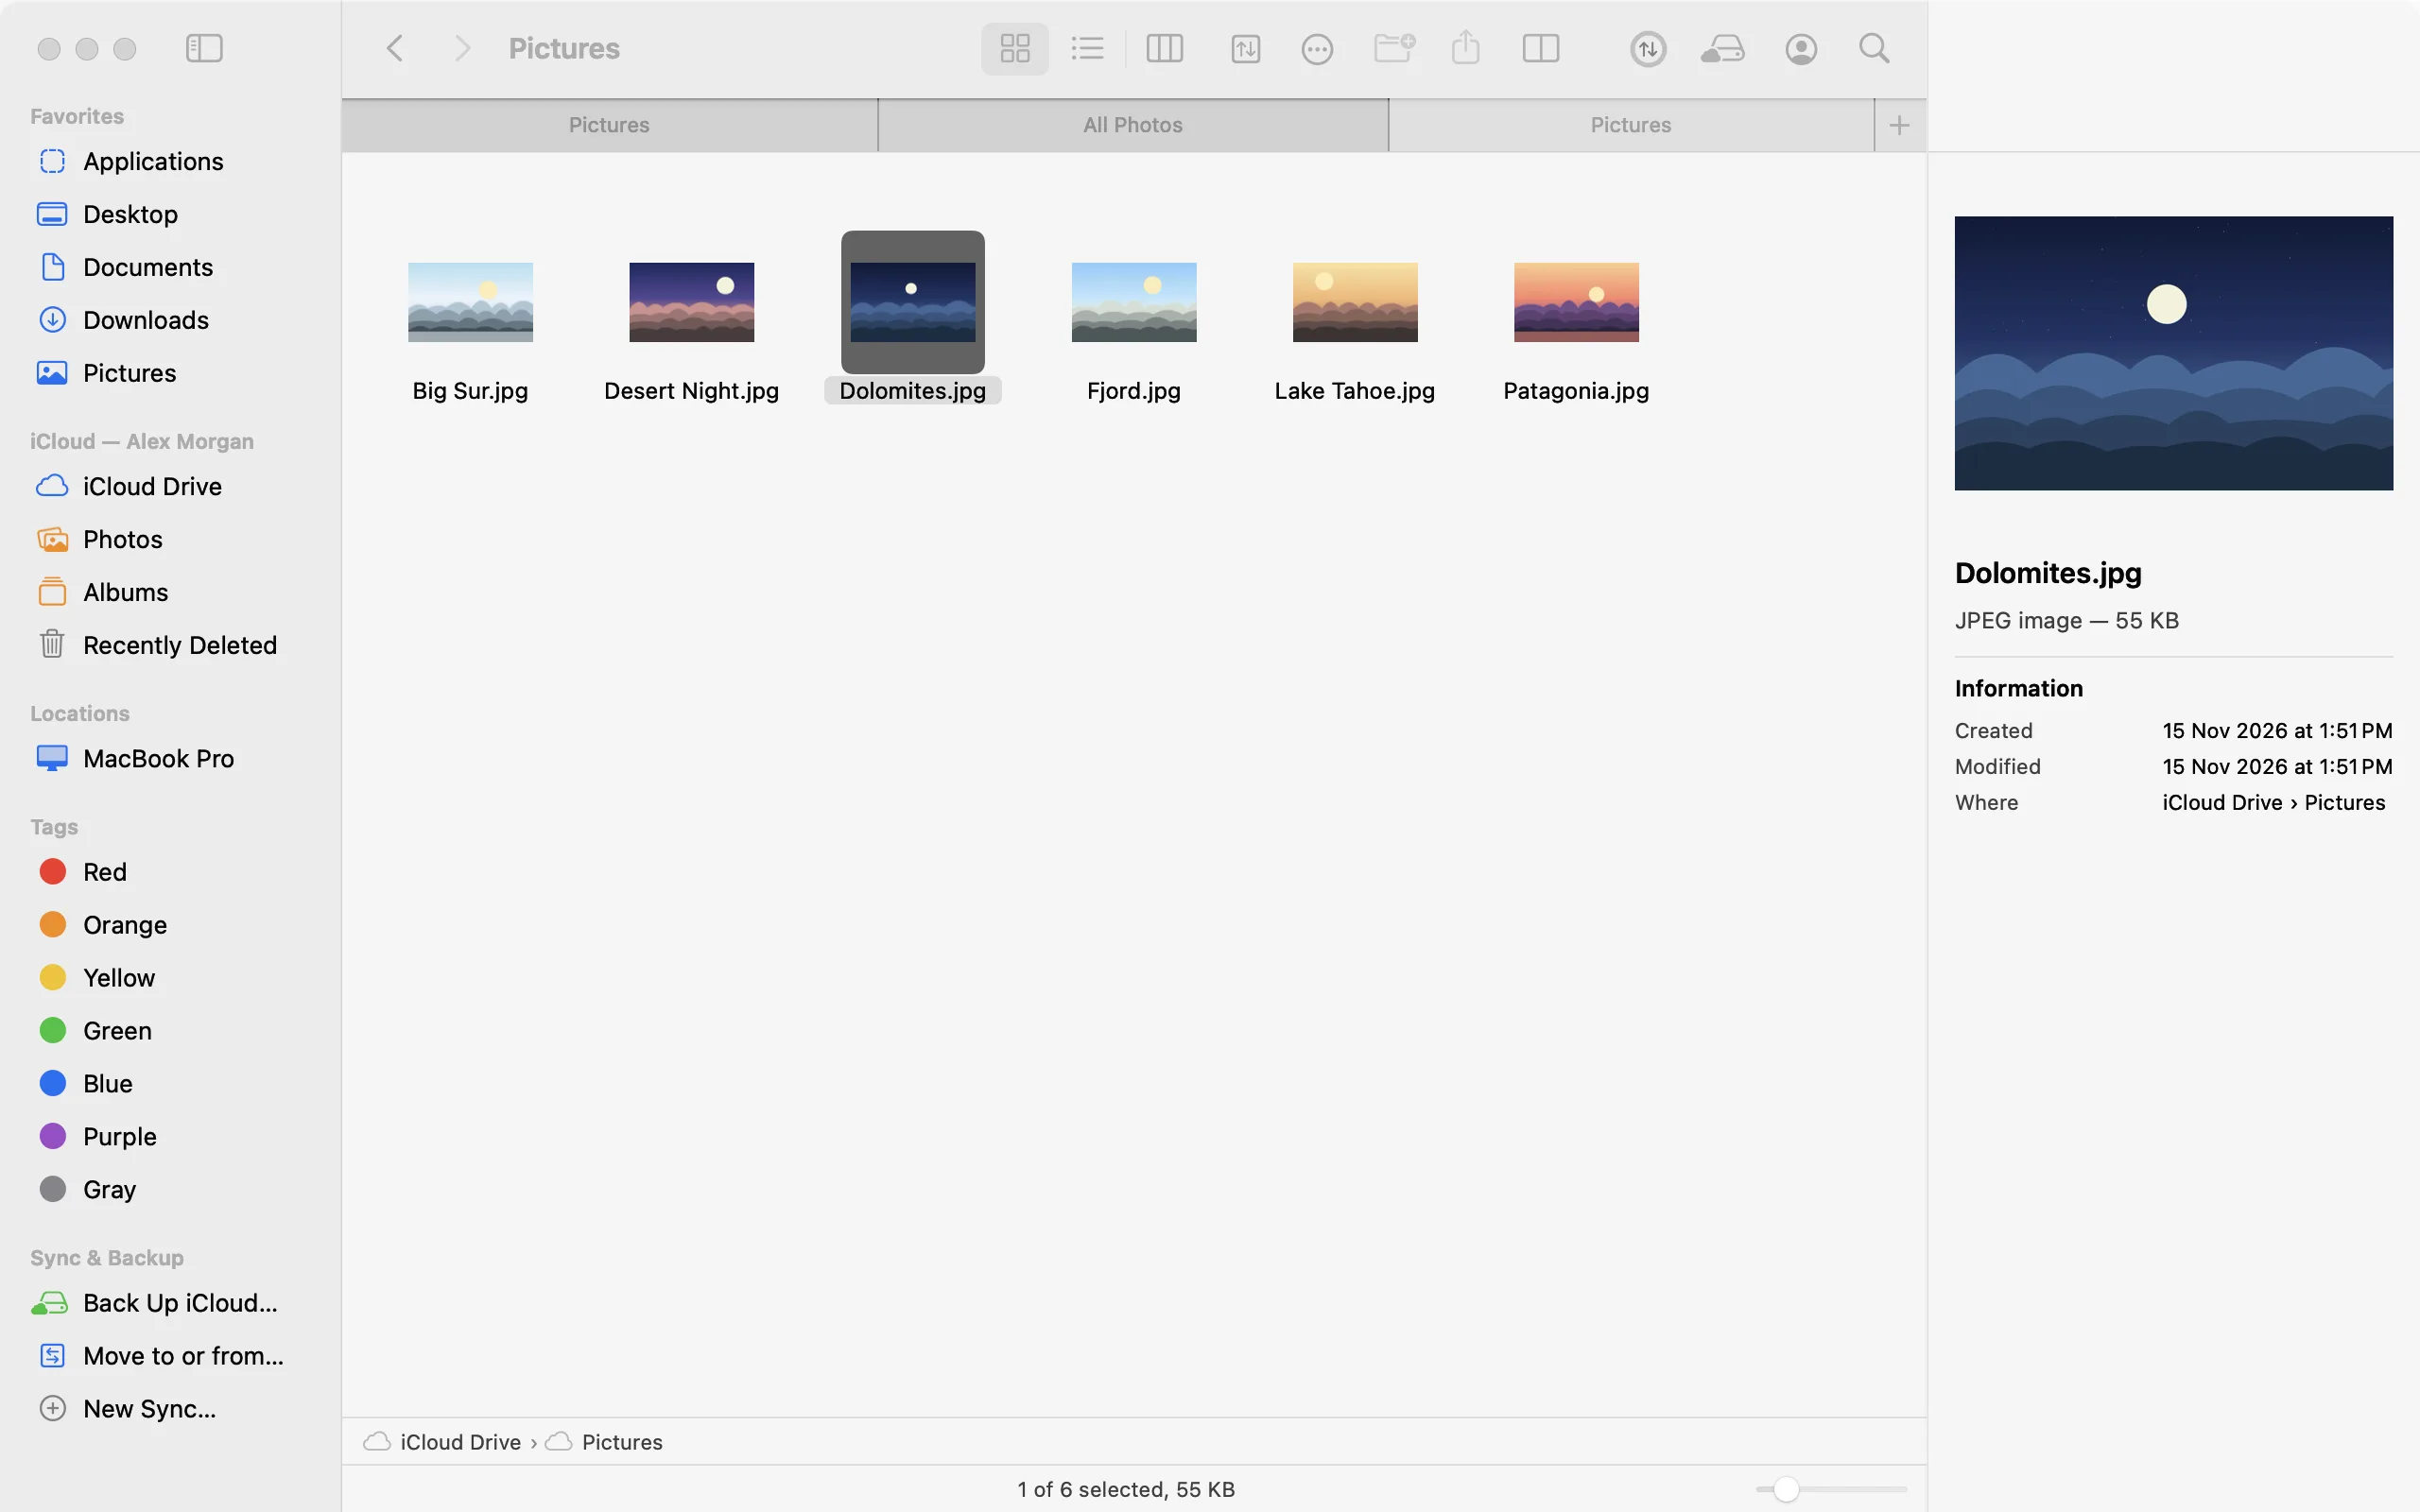 Pictures
Pictures
All Photos
Pictures
Favorites
Applications
Desktop
Documents
Downloads
Pictures
iCloud — Alex Morgan
iCloud Drive
Photos
Albums
Recently Deleted
Locations
MacBook Pro
Tags
Red
Orange
Yellow
Green
Blue
Purple
Gray
Sync & Backup
Back Up iCloud...
Move to or from...
New Sync...
Big Sur.jpg
Desert Night.jpg
Dolomites.jpg
Fjord.jpg
Lake Tahoe.jpg
Patagonia.jpg
iCloud Drive › Pictures
1 of 6 selected, 55 KB
Dolomites.jpg
JPEG image — 55 KB
Information
Created 15 Nov 2026 at 1:51 PM
Modified 15 Nov 2026 at 1:51 PM
Where iCloud Drive › Pictures